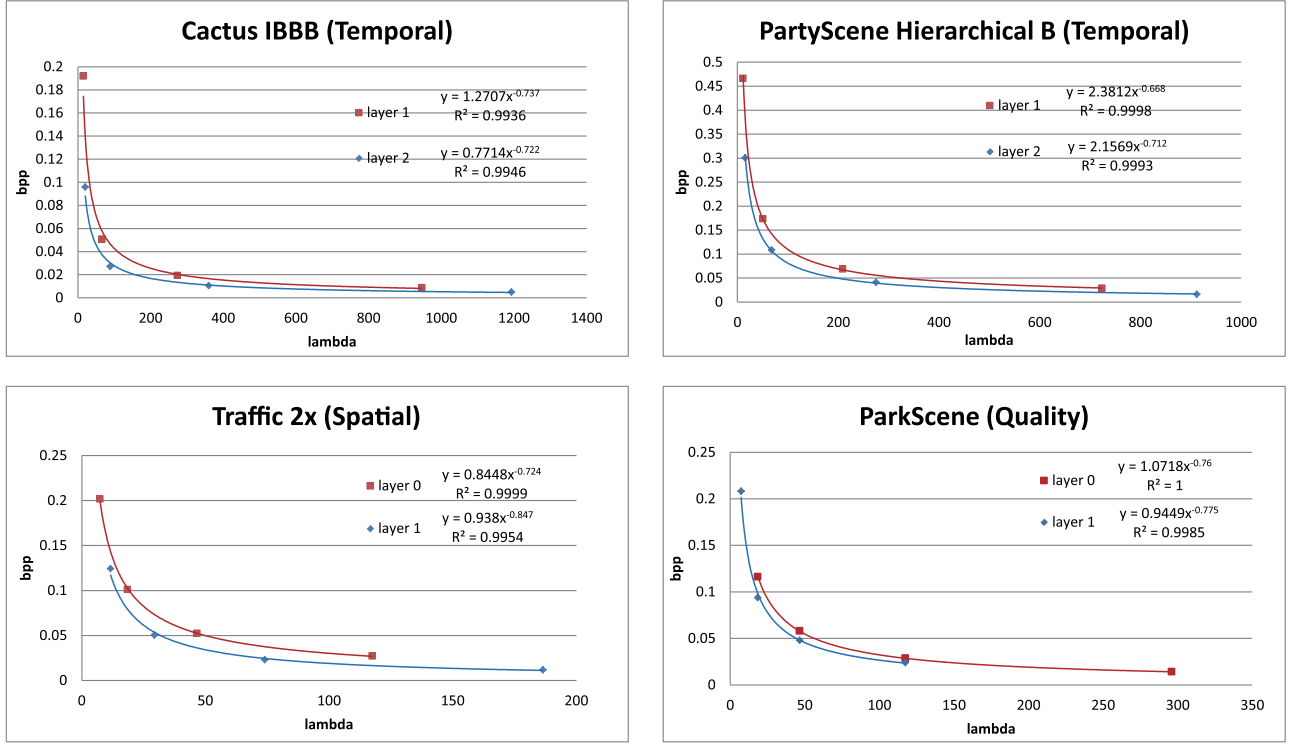 Cactus IBBB (Temporal)
0.2
0.18
0.16
0.14
0.12
0.1
0.08
0.06
0.04
0.02
0
bpp
layer 1
y = 1.2707x^-0.737
R² = 0.9936
layer 2
y = 0.7714x^-0.722
R² = 0.9946
0 200 400 600 800 1000 1200 1400
lambda
PartyScene Hierarchical B (Temporal)
0.5
0.45
0.4
0.35
0.3
0.25
0.2
0.15
0.1
0.05
0
bpp
layer 1
y = 2.3812x^-0.668
R² = 0.9998
layer 2
y = 2.1569x^-0.712
R² = 0.9993
0 200 400 600 800 1000
lambda
Traffic 2x (Spatial)
0.25
0.2
0.15
0.1
0.05
0
bpp
layer 0
y = 0.8448x^-0.724
R² = 0.9999
layer 1
y = 0.938x^-0.847
R² = 0.9954
0 50 100 150 200
lambda
ParkScene (Quality)
0.25
0.2
0.15
0.1
0.05
0
bpp
layer 0
y = 1.0718x^-0.76
R² = 1
layer 1
y = 0.9449x^-0.775
R² = 0.9985
0 50 100 150 200 250 300 350
lambda